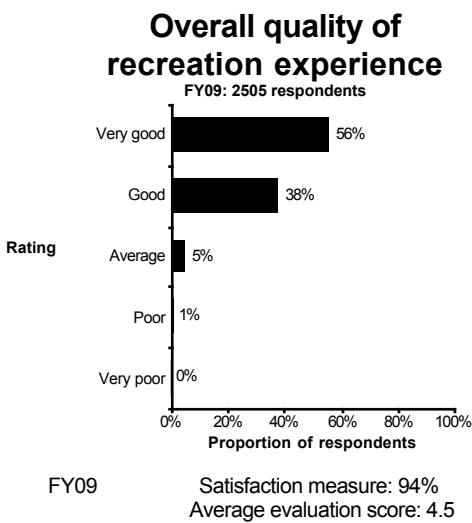 Overall quality of
recreation experience
FY09: 2505 respondents
Very good 56%
Good 38%
Rating
Average 5%
Poor 1%
Very poor 0%
0% 20% 40% 60% 80% 100%
Proportion of respondents
FY09 Satisfaction measure: 94%
Average evaluation score: 4.5